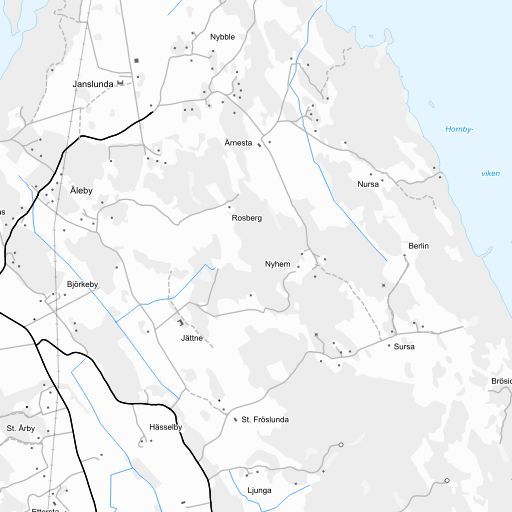 Nybble
Janslunda
Hornby-
viken
Årnesta
Nursa
Åleby
Rosberg
Berlin
Nyhem
Björkeby
Jättne
Sursa
St. Fröslunda
St. Årby
Hässelby
Ljunga